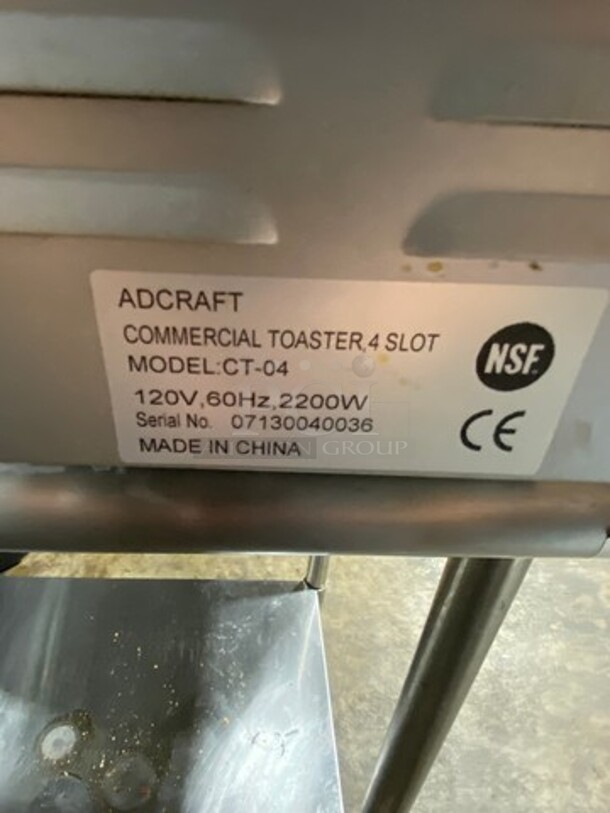 ADCRAFT
COMMERCIAL TOASTER,4 SLOT
MODEL:CT-04
120V,60Hz,2200W
Serial No. 07130040036
MADE IN CHINA
NSF
CE
GROUP